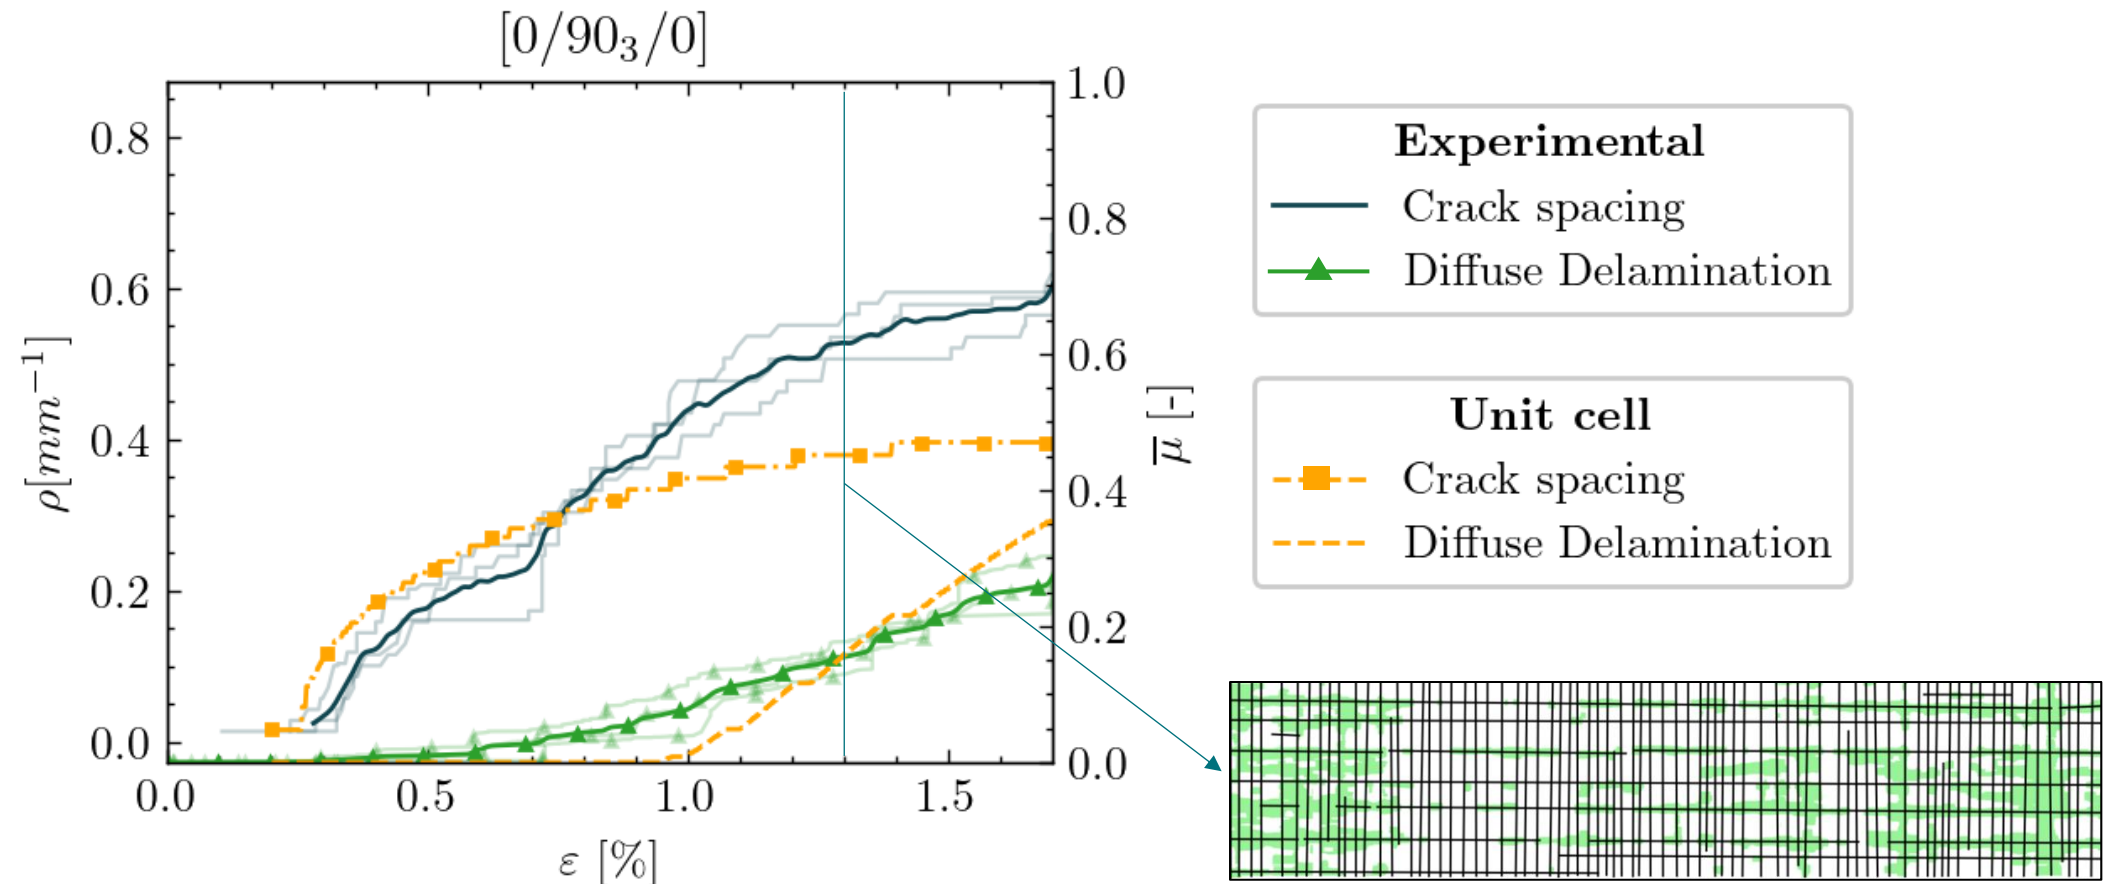 [0/90₃/0]
1.0
0.8
0.8
0.6
0.6
0.4
0.4
0.2
0.2
0.0
0.0
0.0 0.5 1.0 1.5
ρ[mm⁻¹]
μ̅ [-]
ε [%]
Experimental
Crack spacing
Diffuse Delamination
Unit cell
Crack spacing
Diffuse Delamination